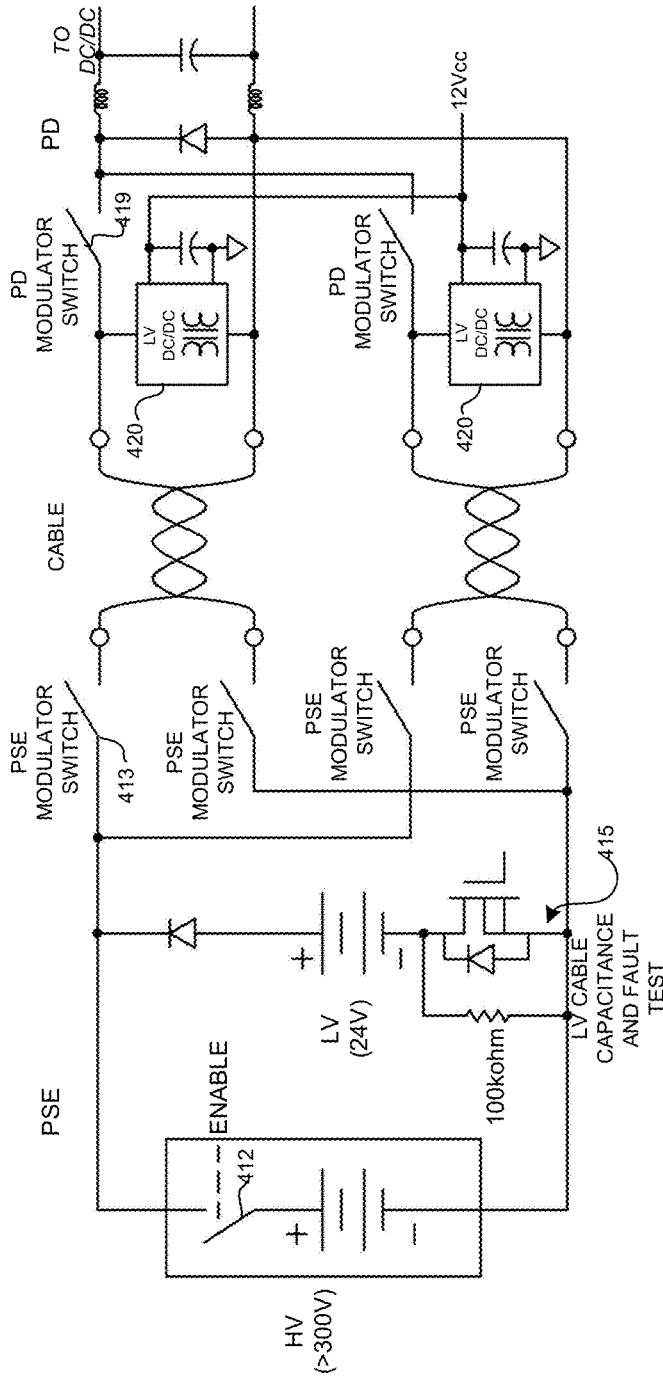 PSE
HV
(>300V)
ENABLE
412
+
−
LV
(24V)
+
−
100kohm
LV CABLE
CAPACITANCE
AND FAULT
TEST
415
PSE
MODULATOR
SWITCH
413
PSE
MODULATOR
SWITCH
PSE
MODULATOR
SWITCH
PSE
MODULATOR
SWITCH
CABLE
PD
MODULATOR
SWITCH
419
LV
DC/DC
420
PD
MODULATOR
SWITCH
LV
DC/DC
420
PD
TO
DC/DC
12Vcc